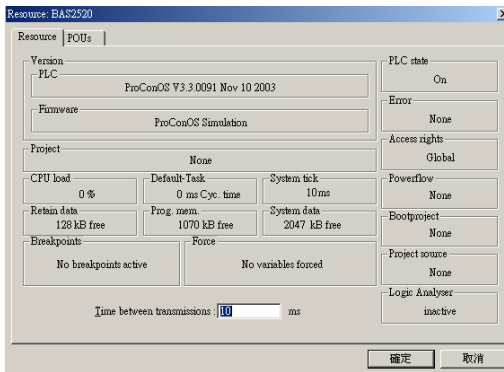 Resource: BAS2520
Resource POUs
Version
PLC
ProConOS V3.3.0091 Nov 10 2003
Firmware
ProConOS Simulation
Project
None
CPU load
0 %
Default-Task
0 ms Cyc. time
System tick
10ms
Retain data
128 kB free
Prog. mem.
1070 kB free
System data
2047 kB free
Breakpoints
No breakpoints active
Force
No variables forced
Time between transmissions : 10 ms
PLC state
On
Error
None
Access rights
Global
Powerflow
None
Bootproject
None
Project source
None
Logic Analyser
inactive
確定 取消